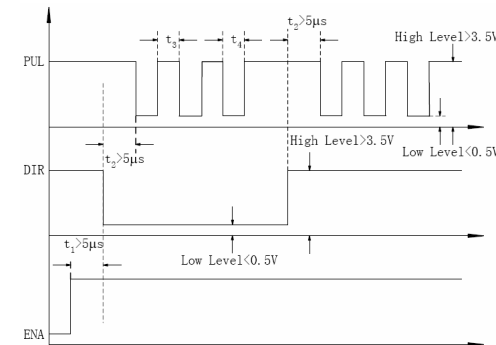 t₂>5μs
t₃
t₄
High Level>3.5V
PUL
Low Level<0.5V
t₂>5μs
High Level>3.5V
DIR
t₁>5μs
Low Level<0.5V
ENA